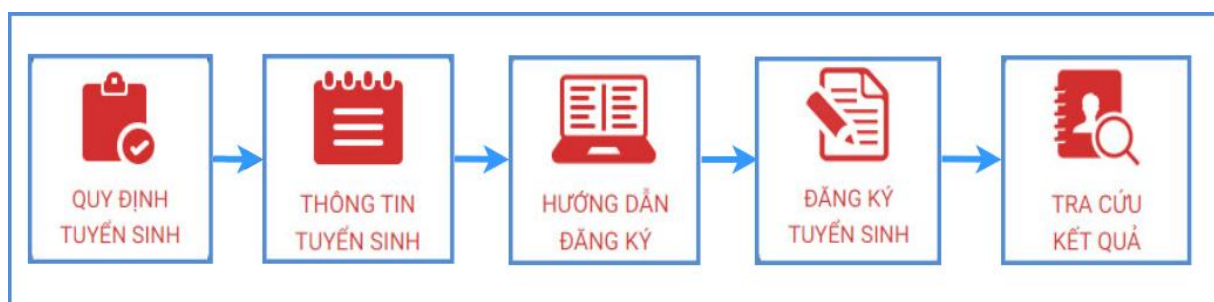 QUY ĐỊNH
TUYỂN SINH
THÔNG TIN
TUYỂN SINH
HƯỚNG DẪN
ĐĂNG KÝ
ĐĂNG KÝ
TUYỂN SINH
TRA CỨU
KẾT QUẢ